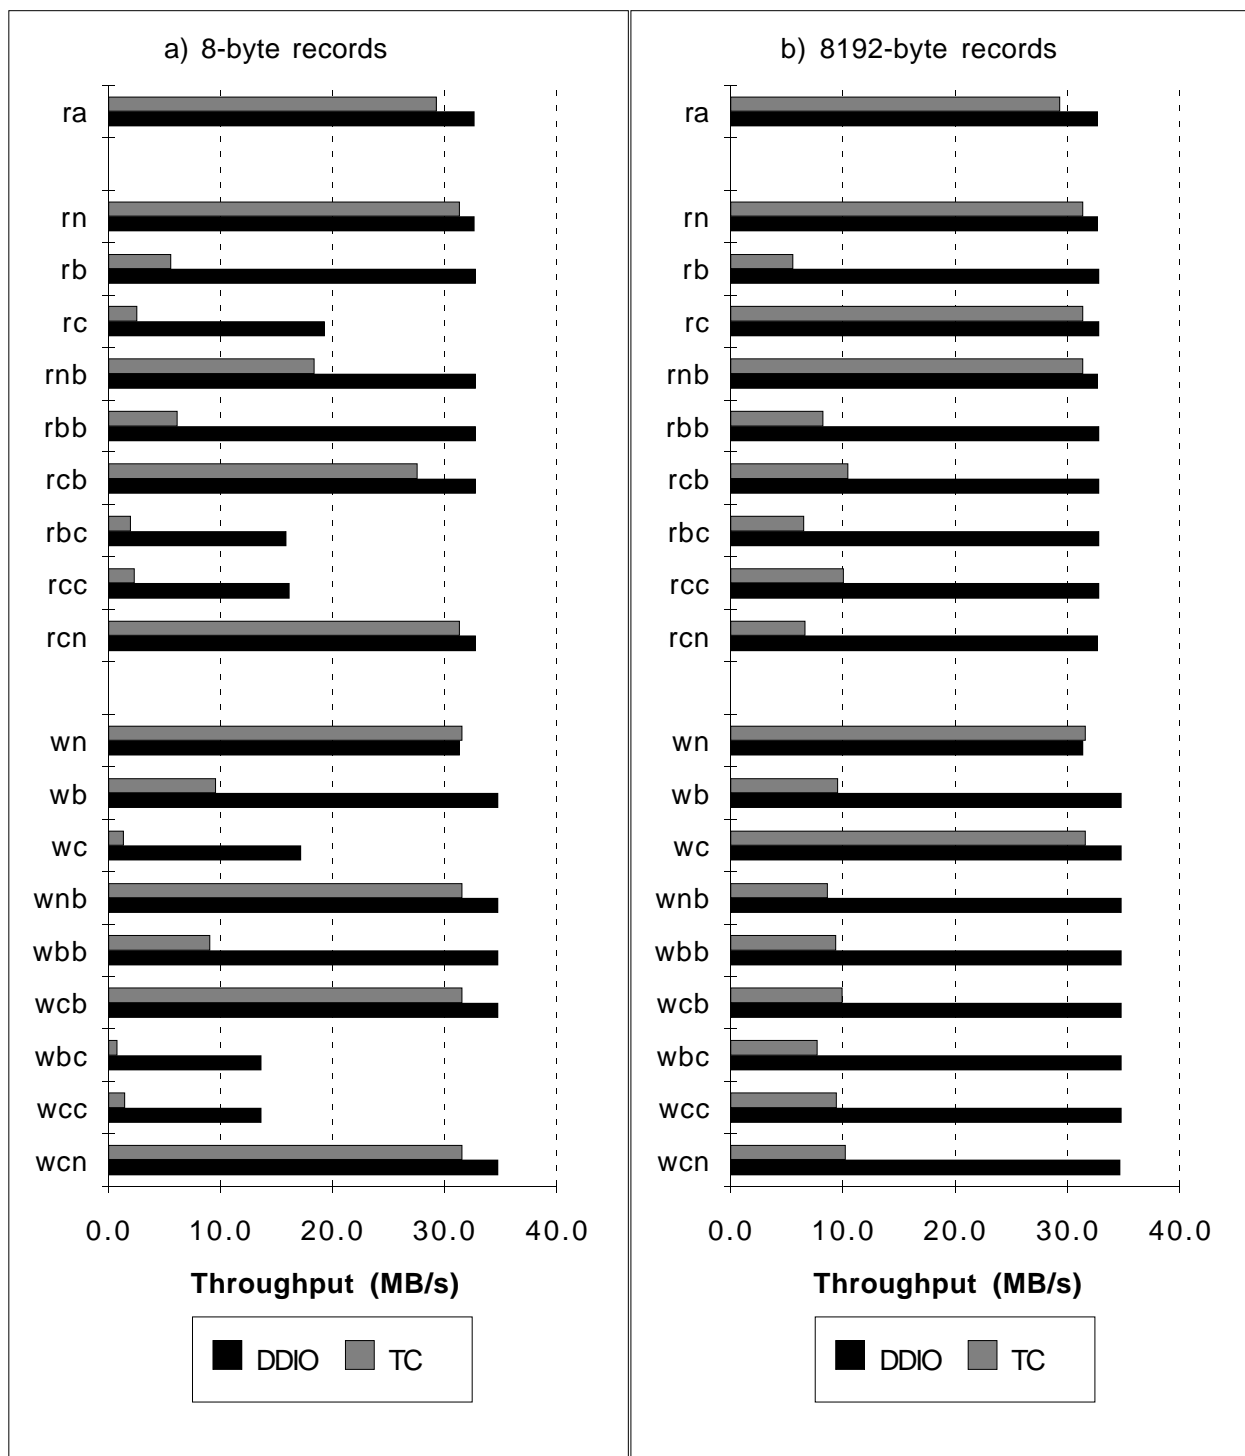 a) 8-byte records
ra
rn
rb
rc
rnb
rbb
rcb
rbc
rcc
rcn
wn
wb
wc
wnb
wbb
wcb
wbc
wcc
wcn
0.0 10.0 20.0 30.0 40.0
Throughput (MB/s)
DDIO TC
b) 8192-byte records
ra
rn
rb
rc
rnb
rbb
rcb
rbc
rcc
rcn
wn
wb
wc
wnb
wbb
wcb
wbc
wcc
wcn
0.0 10.0 20.0 30.0 40.0
Throughput (MB/s)
DDIO TC